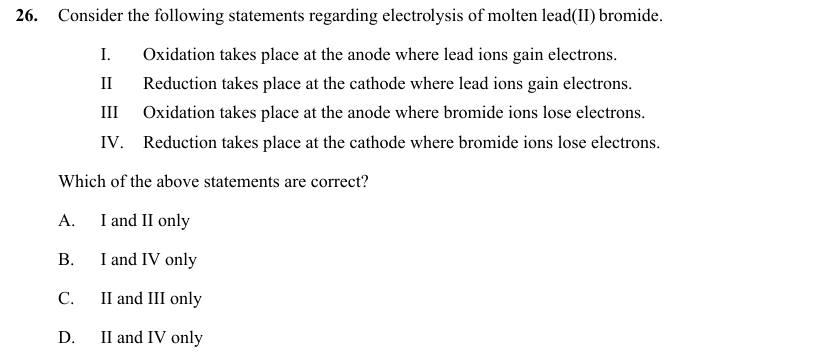 26. Consider the following statements regarding electrolysis of molten lead(II) bromide.
I. Oxidation takes place at the anode where lead ions gain electrons.
II Reduction takes place at the cathode where lead ions gain electrons.
III Oxidation takes place at the anode where bromide ions lose electrons.
IV. Reduction takes place at the cathode where bromide ions lose electrons.
Which of the above statements are correct?
A. I and II only
B. I and IV only
C. II and III only
D. II and IV only